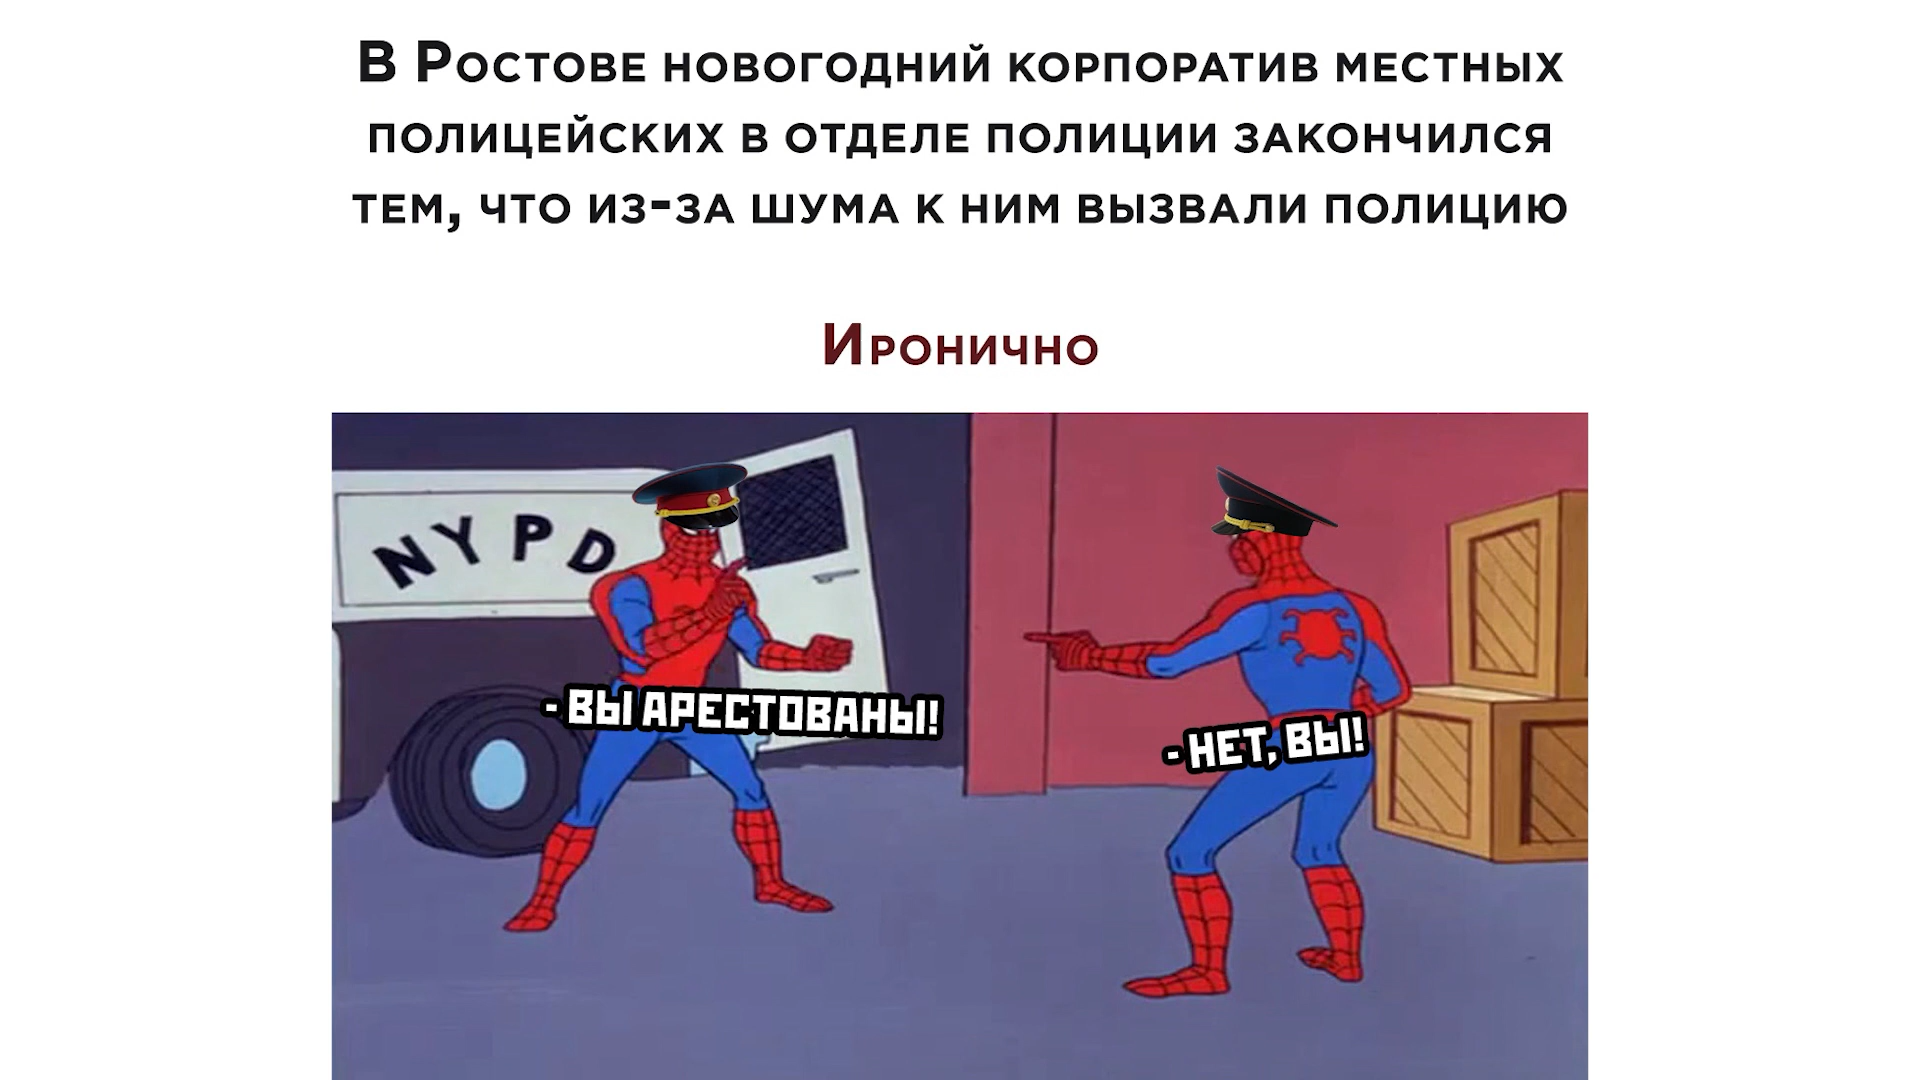 В Ростове новогодний корпоратив местных
полицейских в отделе полиции закончился
тем, что из-за шума к ним вызвали полицию
Иронично
NYPD
- ВЫ АРЕСТОВАНЫ!
- НЕТ, ВЫ!